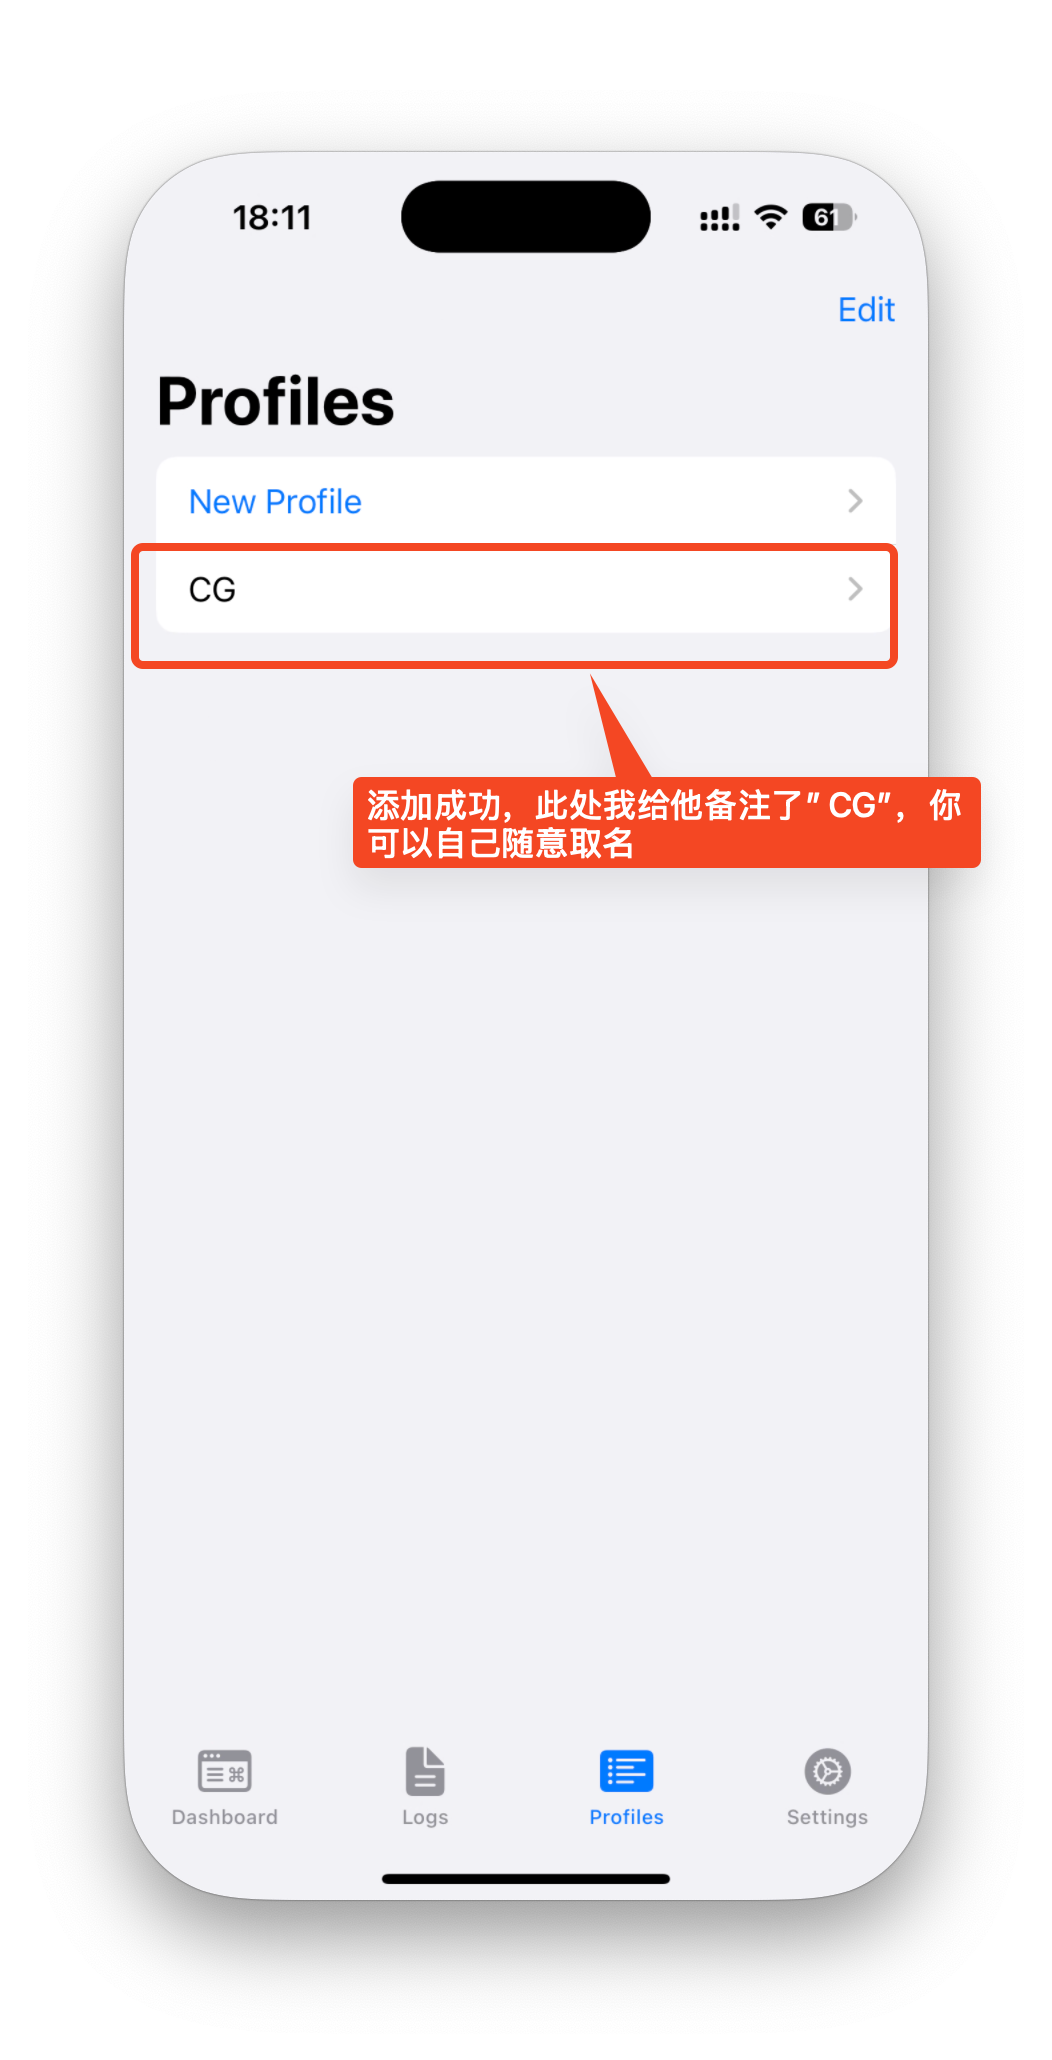 18:11
61
Edit
Profiles
New Profile
CG
添加成功，此处我给他备注了" CG"，你
可以自己随意取名
Dashboard
Logs
Profiles
Settings